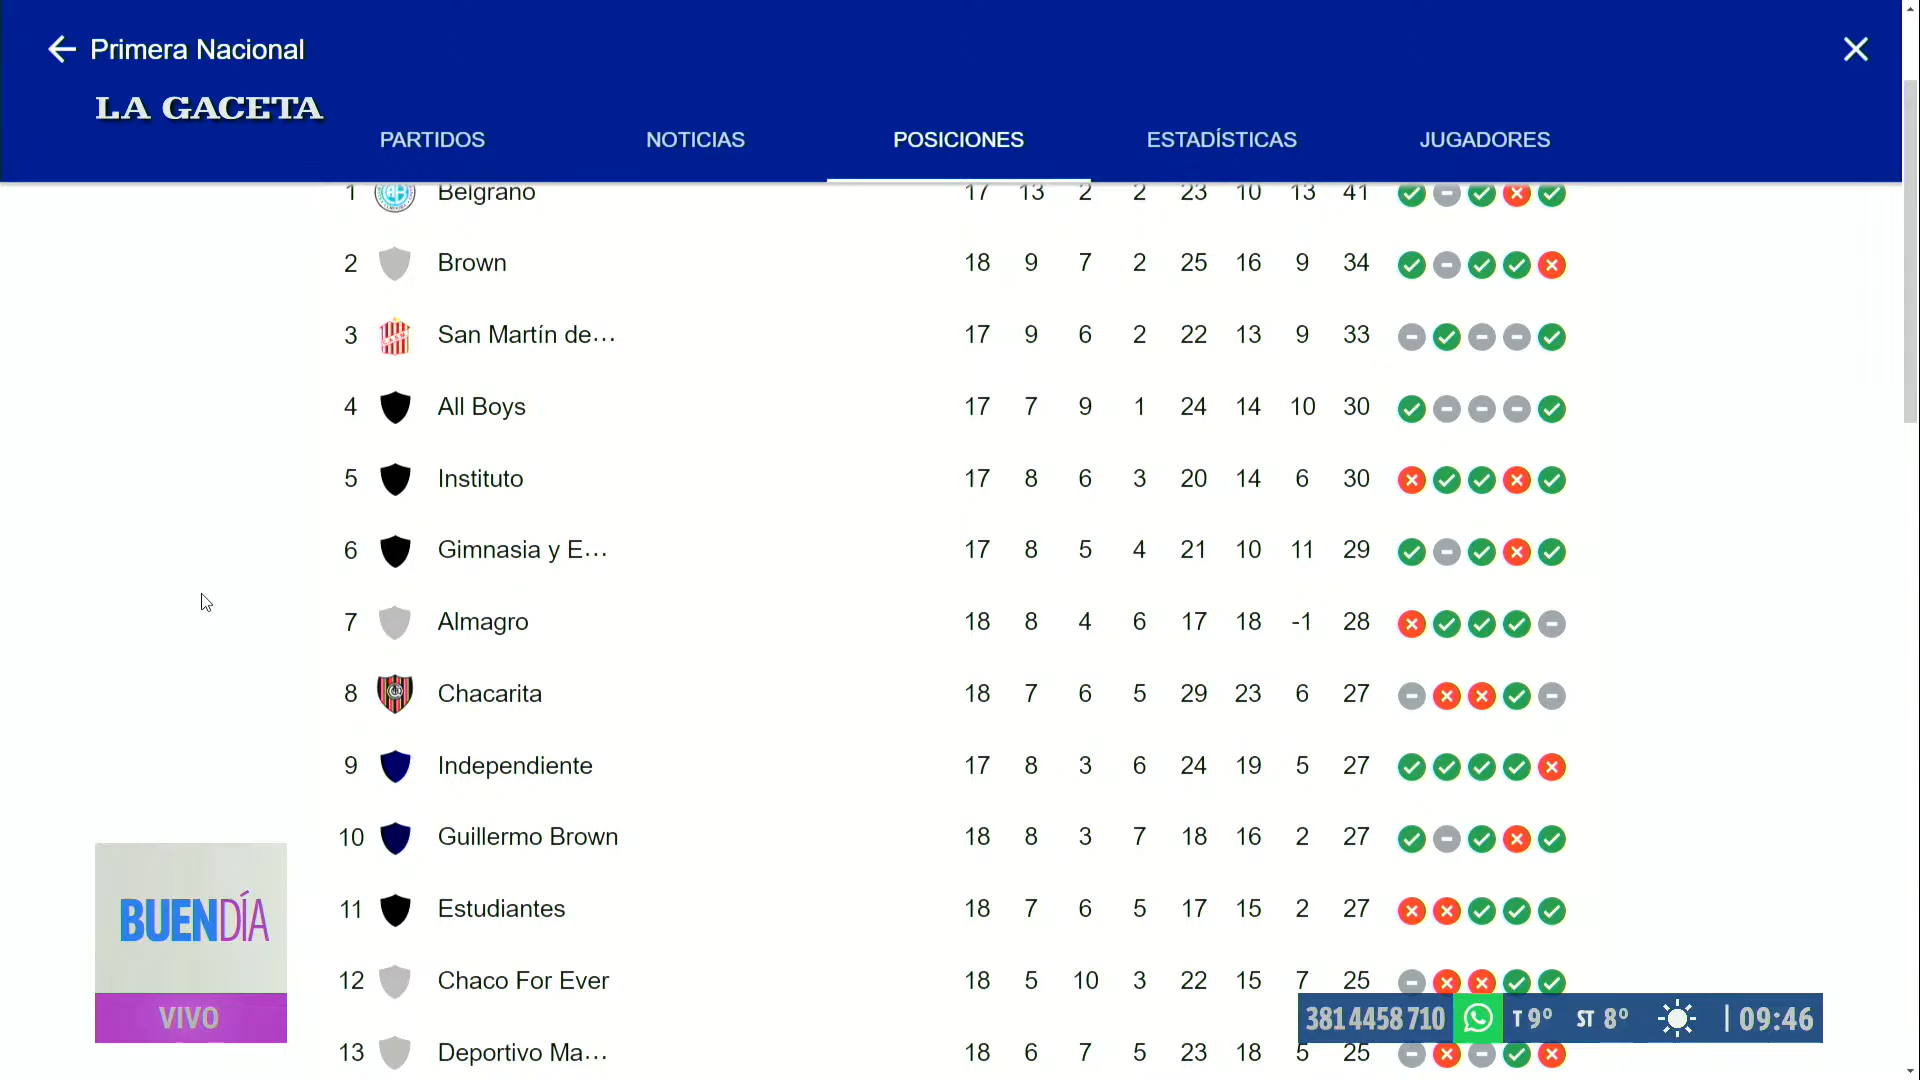 Primera Nacional
LA GACETA
PARTIDOS NOTICIAS POSICIONES ESTADÍSTICAS JUGADORES
1 Belgrano 17 13 2 2 23 10 13 41
2 Brown 18 9 7 2 25 16 9 34
3 San Martín de... 17 9 6 2 22 13 9 33
4 All Boys 17 7 9 1 24 14 10 30
5 Instituto 17 8 6 3 20 14 6 30
6 Gimnasia y E... 17 8 5 4 21 10 11 29
7 Almagro 18 8 4 6 17 18 -1 28
8 Chacarita 18 7 6 5 29 23 6 27
9 Independiente 17 8 3 6 24 19 5 27
10 Guillermo Brown 18 8 3 7 18 16 2 27
11 Estudiantes 18 7 6 5 17 15 2 27
12 Chaco For Ever 18 5 10 3 22 15 7 25
13 Deportivo Ma... 18 6 7 5 23 18 5 25
BUENDÍA
VIVO
381 4458 710 T 9º ST 8º | 09:46